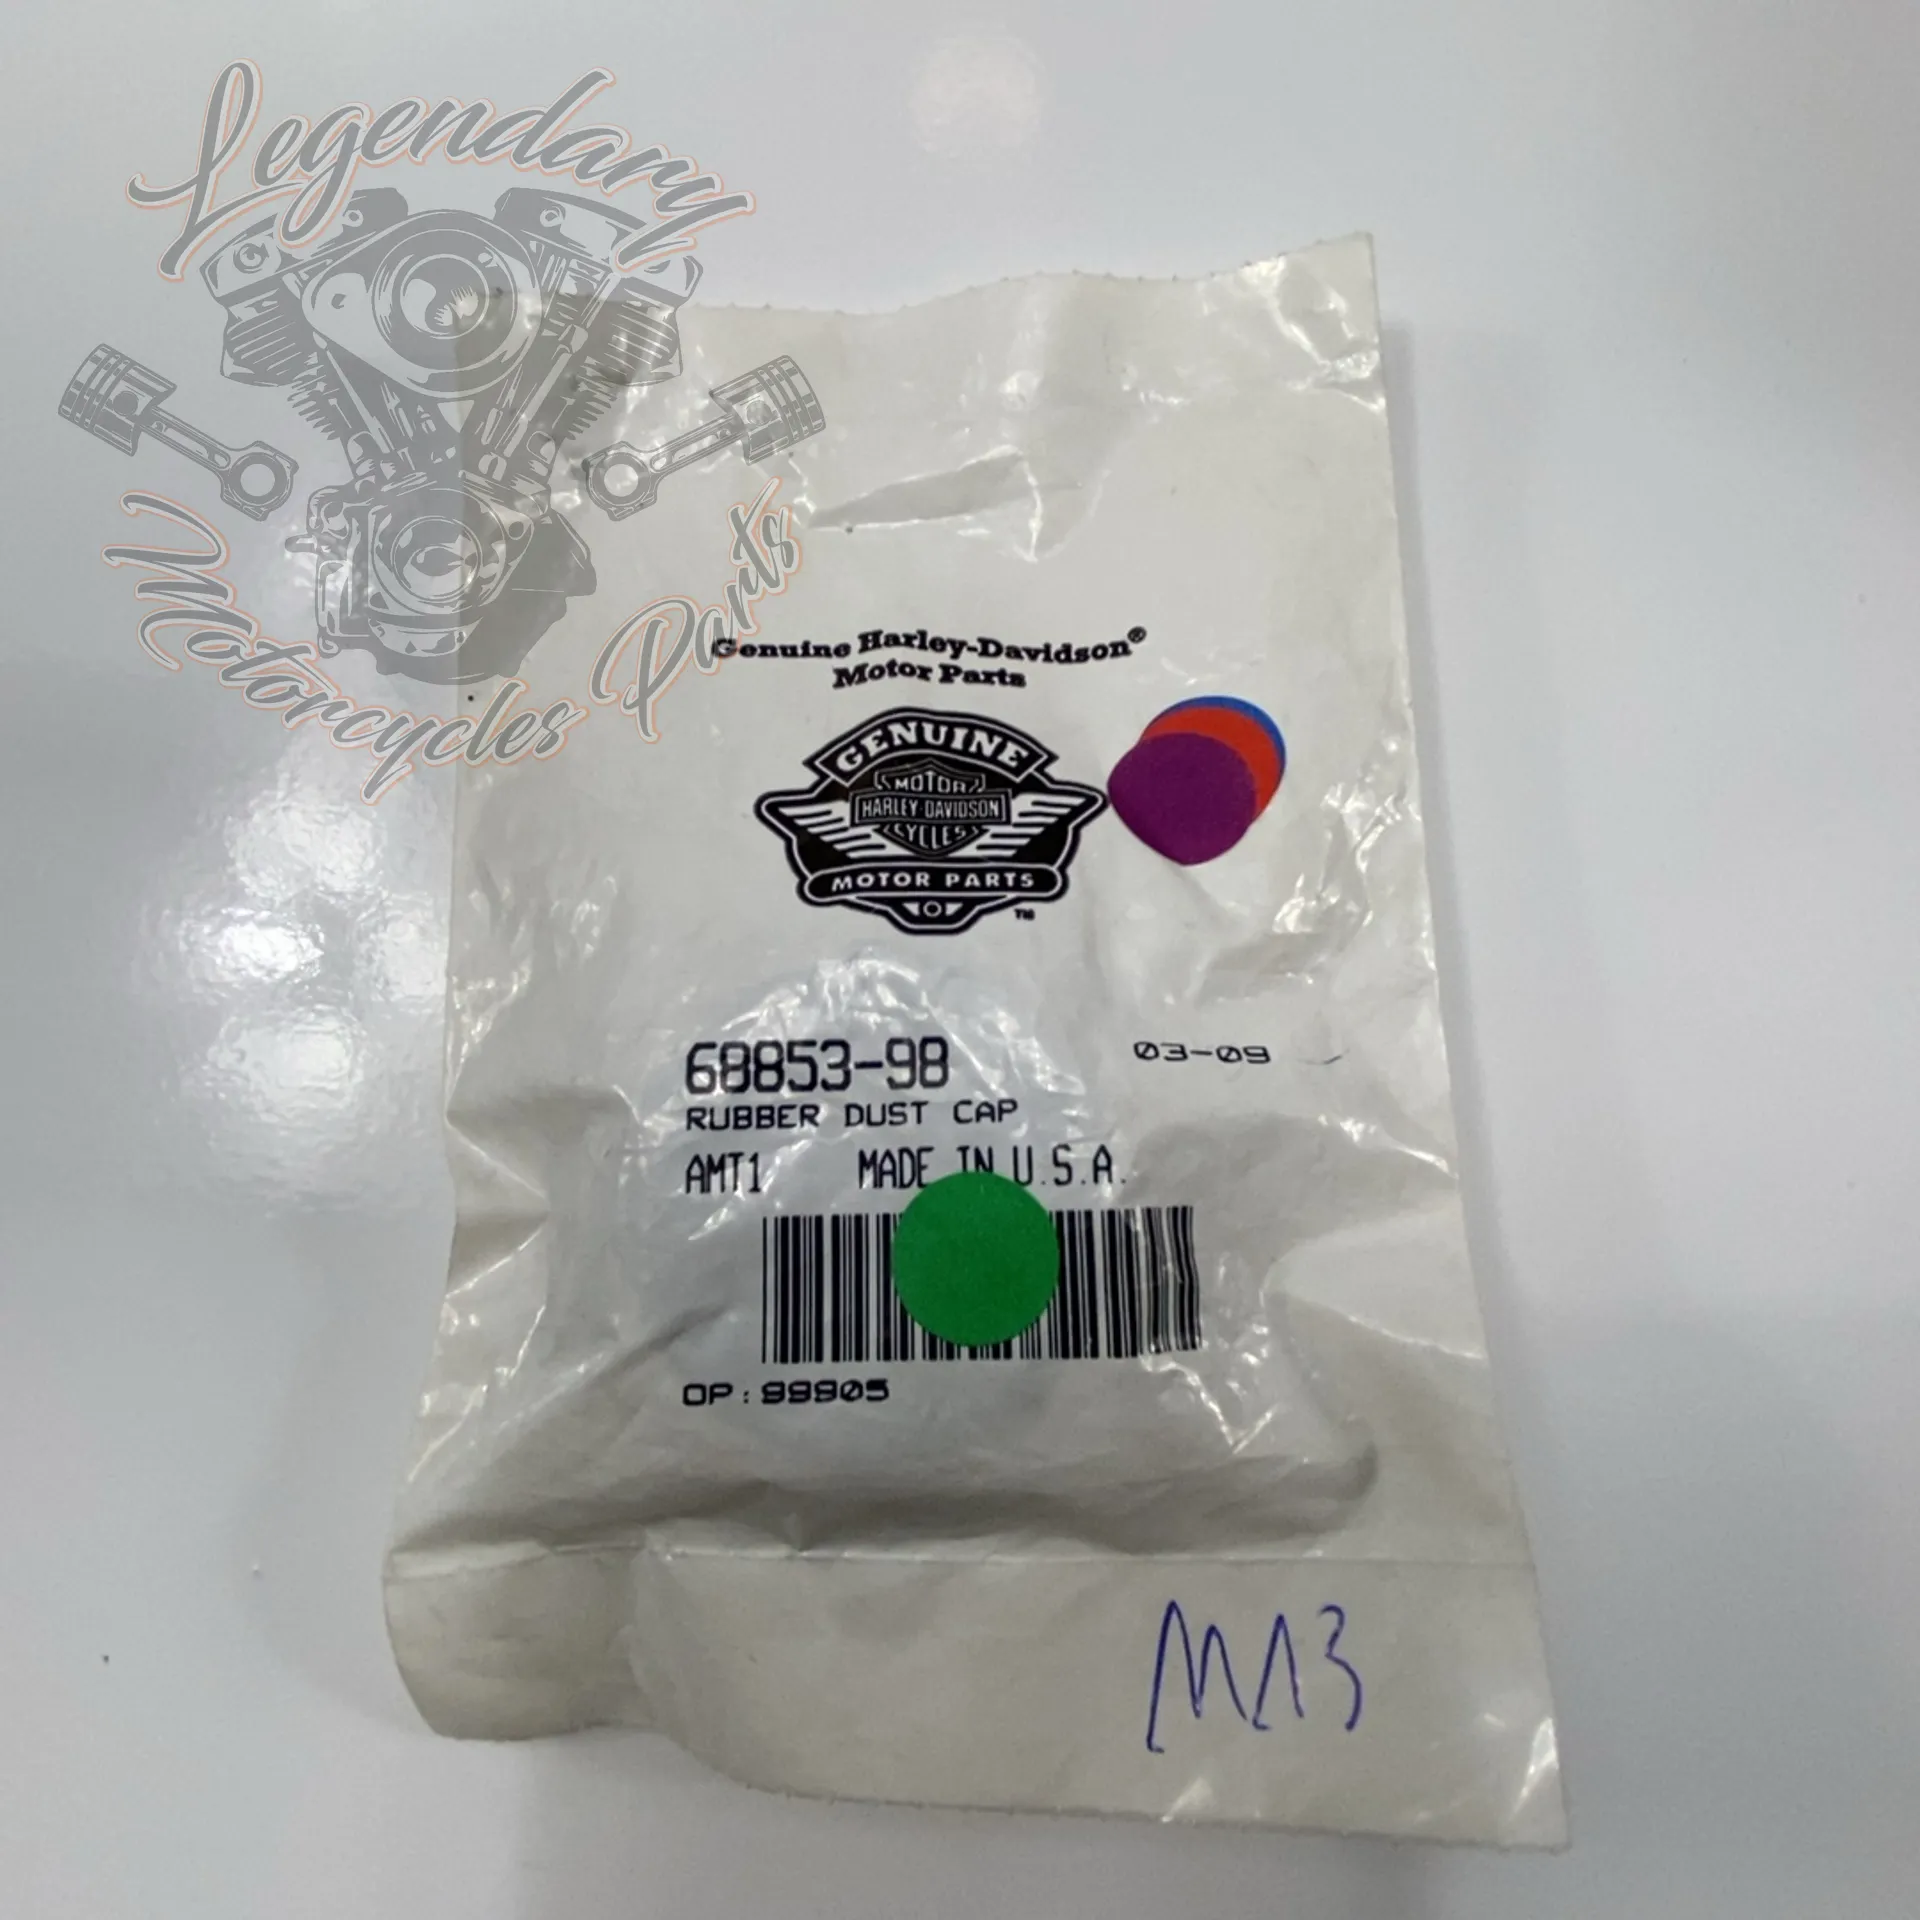 Legendary
Motorcycles Parts
Genuine Harley-Davidson®
Motor Parts
GENUINE
MOTOR
HARLEY-DAVIDSON
CYCLES
MOTOR PARTS
TM
68853-98 03-09
RUBBER DUST CAP
AMT1 MADE IN U.S.A.
OP: 99905
M13